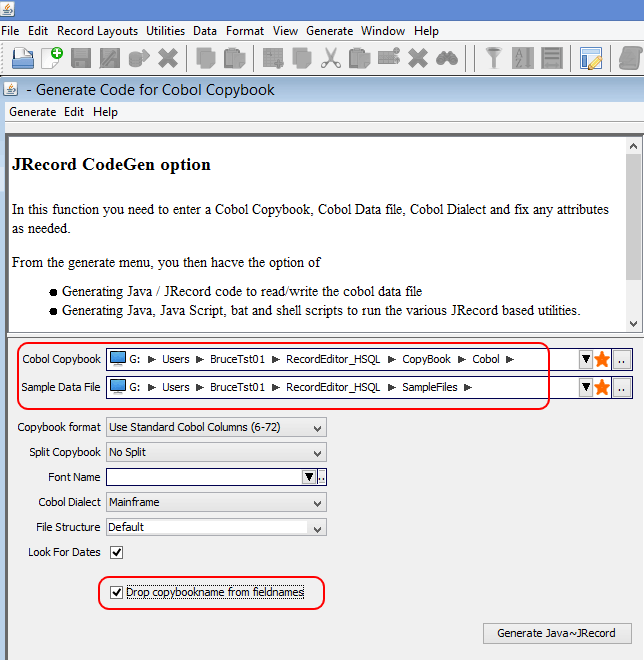 File Edit Record Layouts Utilities Data Format View Generate Window Help
- Generate Code for Cobol Copybook
Generate Edit Help
JRecord CodeGen option
In this function you need to enter a Cobol Copybook, Cobol Data file, Cobol Dialect and fix any attributes
as needed.
From the generate menu, you then hacve the option of
● Generating Java / JRecord code to read/write the cobol data file
● Generating Java, Java Script, bat and shell scripts to run the various JRecord based utilities.
Cobol Copybook G: ▶ Users ▶ BruceTst01 ▶ RecordEditor_HSQL ▶ CopyBook ▶ Cobol ▶ ..
Sample Data File G: ▶ Users ▶ BruceTst01 ▶ RecordEditor_HSQL ▶ SampleFiles ▶ ..
Copybook format Use Standard Cobol Columns (6-72)
Split Copybook No Split
Font Name ..
Cobol Dialect Mainframe
File Structure Default
Look For Dates
Drop copybookname from fieldnames
Generate Java~JRecord